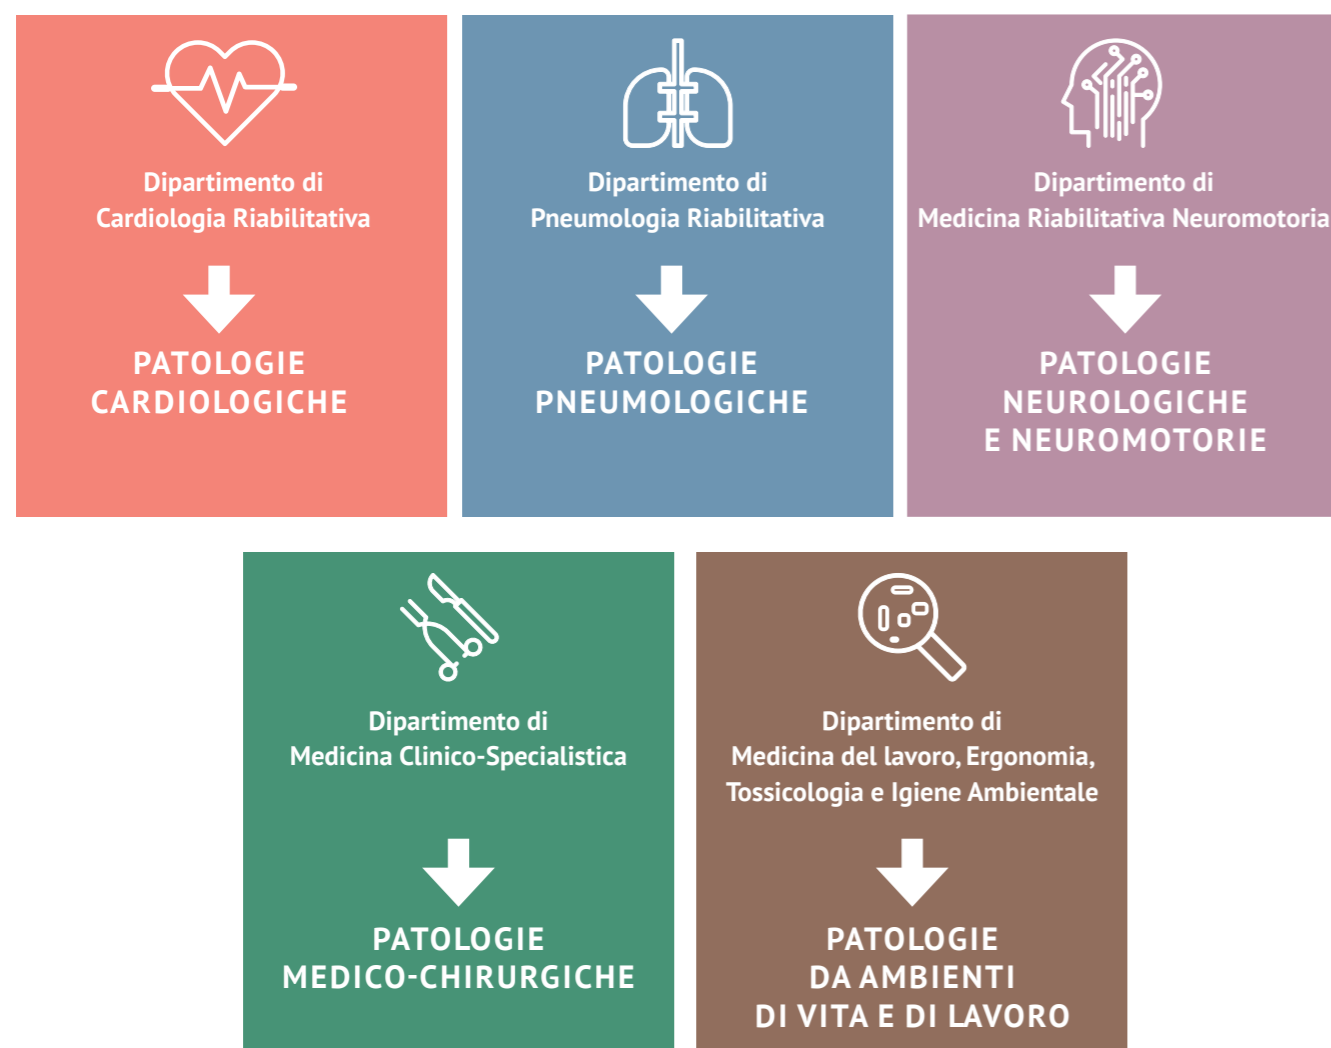 Dipartimento di
Cardiologia Riabilitativa
PATOLOGIE
CARDIOLOGICHE
Dipartimento di
Pneumologia Riabilitativa
PATOLOGIE
PNEUMOLOGICHE
Dipartimento di
Medicina Riabilitativa Neuromotoria
PATOLOGIE
NEUROLOGICHE
E NEUROMOTORIE
Dipartimento di
Medicina Clinico-Specialistica
PATOLOGIE
MEDICO-CHIRURGICHE
Dipartimento di
Medicina del lavoro, Ergonomia,
Tossicologia e Igiene Ambientale
PATOLOGIE
DA AMBIENTI
DI VITA E DI LAVORO